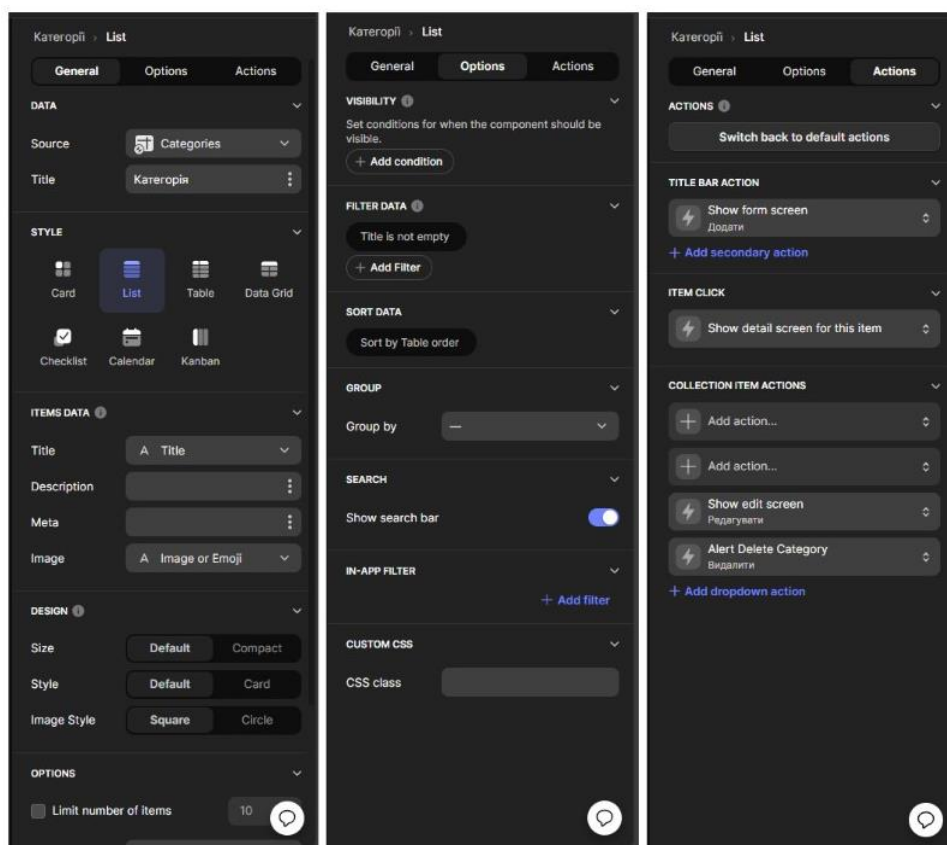 Категорії › List
General Options Actions
DATA
Source Categories
Title Категорія
STYLE
Card List Table Data Grid
Checklist Calendar Kanban
ITEMS DATA
Title A Title
Description
Meta
Image A Image or Emoji
DESIGN
Size Default Compact
Style Default Card
Image Style Square Circle
OPTIONS
Limit number of items 10
Категорії › List
General Options Actions
VISIBILITY
Set conditions for when the component should be
visible.
+ Add condition
FILTER DATA
Title is not empty
+ Add Filter
SORT DATA
Sort by Table order
GROUP
Group by —
SEARCH
Show search bar
IN-APP FILTER
+ Add filter
CUSTOM CSS
CSS class
Категорії › List
General Options Actions
ACTIONS
Switch back to default actions
TITLE BAR ACTION
Show form screen
Додати
+ Add secondary action
ITEM CLICK
Show detail screen for this item
COLLECTION ITEM ACTIONS
Add action...
Add action...
Show edit screen
Редагувати
Alert Delete Category
Видалити
+ Add dropdown action